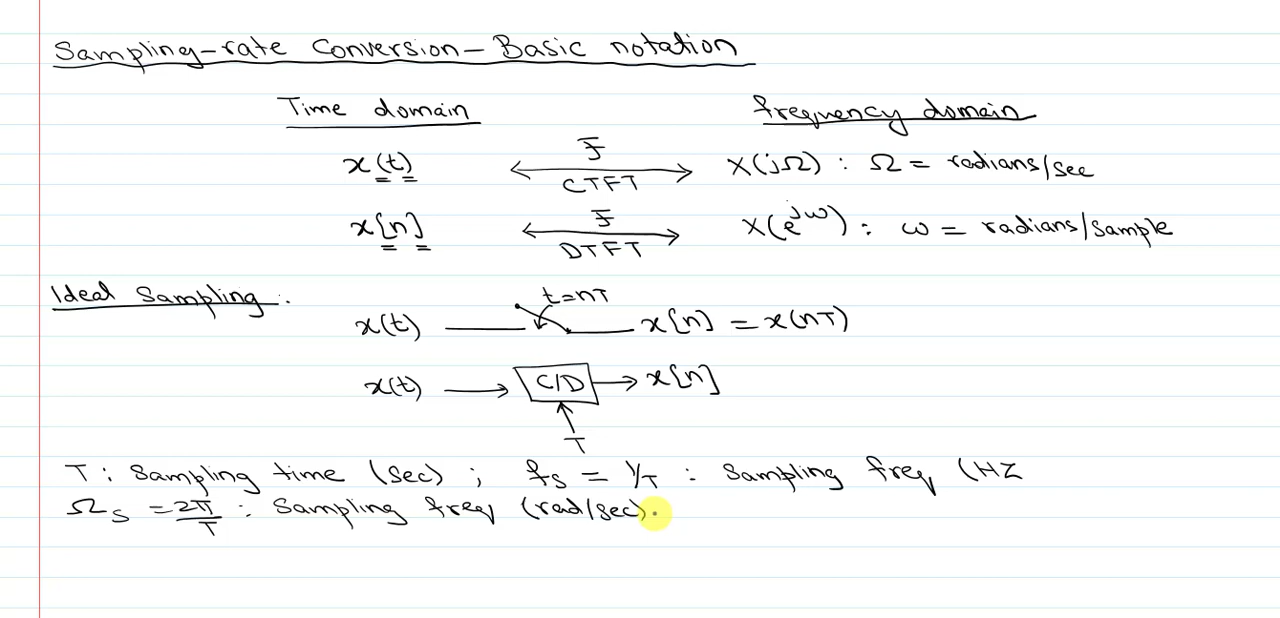 Sampling-rate Conversion - Basic notation
Time domain frequency domain
x(t) F CTFT X(jΩ) : Ω = radians/sec
x[n] F DTFT X(e^jω) : ω = radians/sample
Ideal Sampling :
t=nT
x(t) x[n] = x(nT)
x(t) C/D x[n]
T
T : Sampling time (sec) ; fs = 1/T : Sampling freq (HZ
Ωs = 2π/T : Sampling freq (rad/sec).